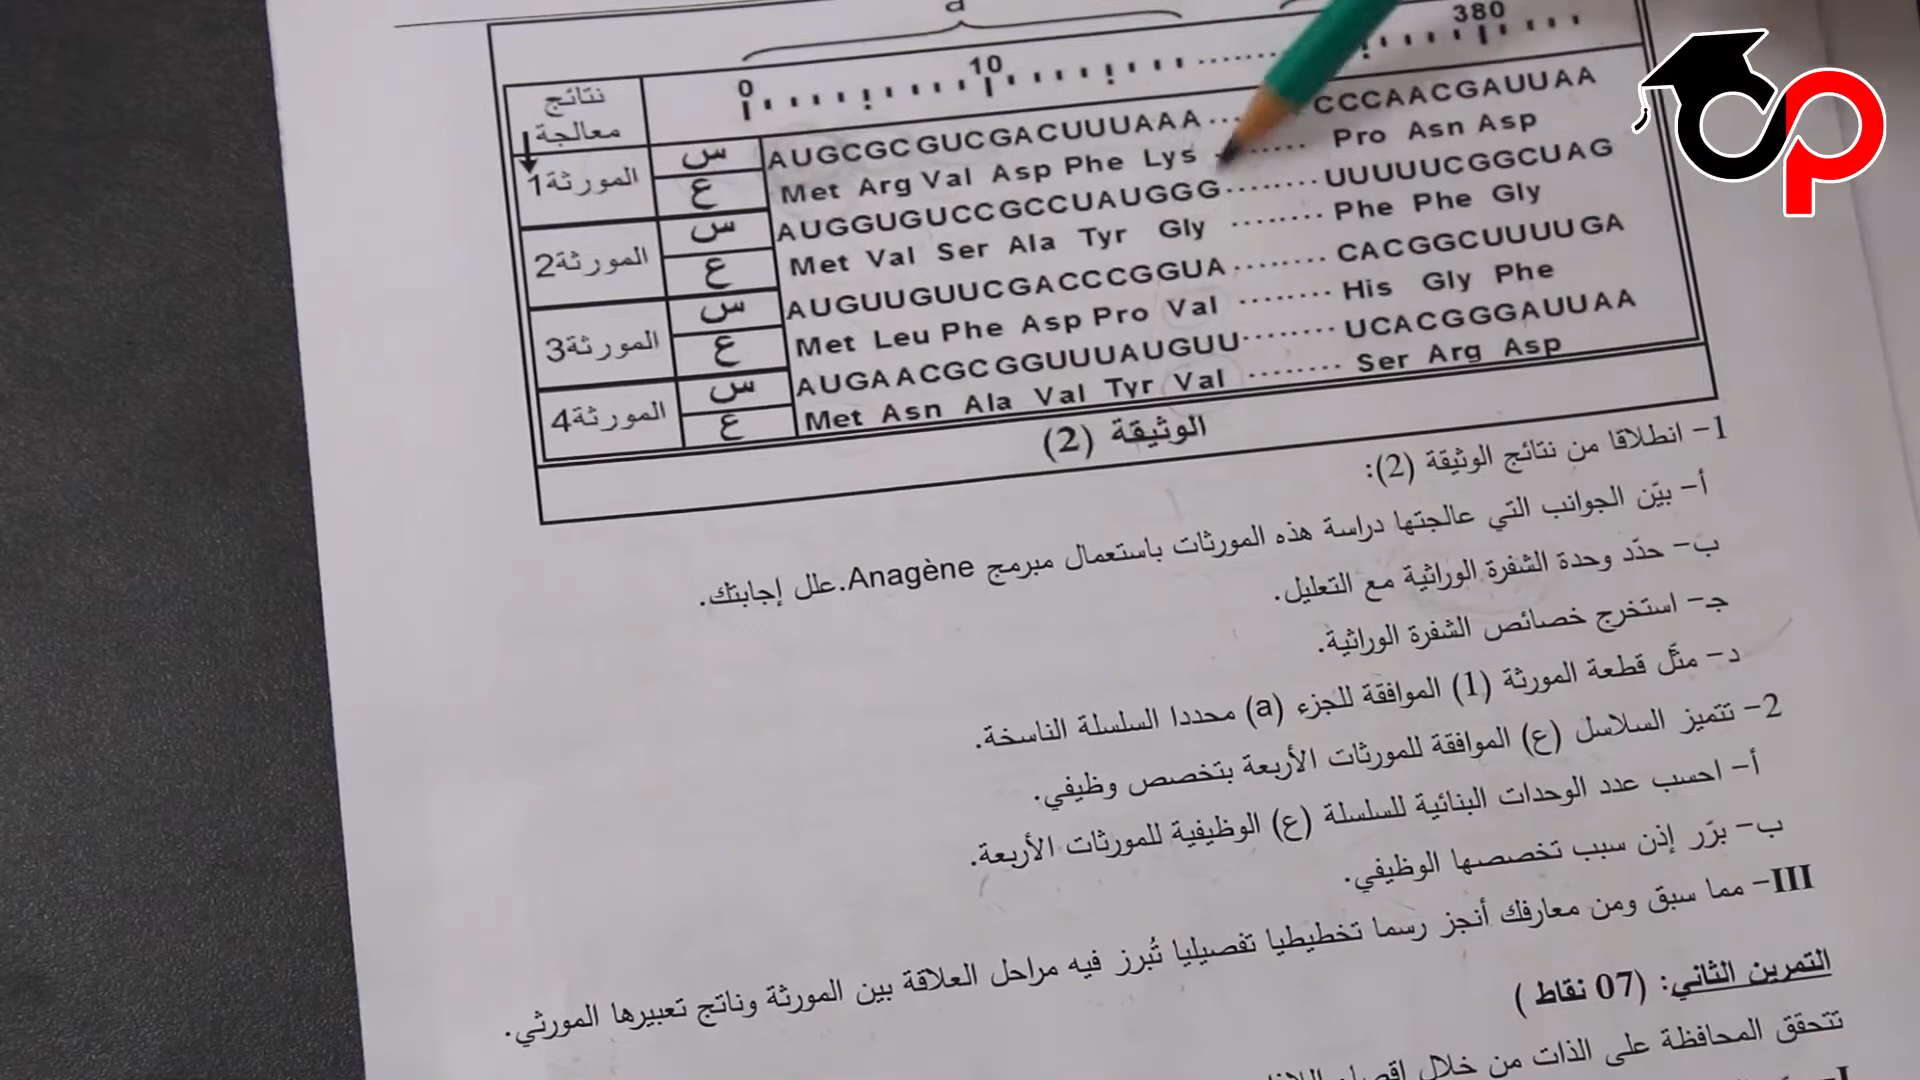 a
0 10 380
نتائج
معالجة
المورثة1 س AUGCGCGUCGACUUUAAA... CCCAACGAUUAA
ع Met Arg Val Asp Phe Lys ........ Pro Asn Asp
المورثة2 س AUGGUGUCCGCCUAUGGG........ UUUUUCGGCUAG
ع Met Val Ser Ala Tyr Gly ........ Phe Phe Gly
المورثة3 س AUGUUGUUCGACCCGGUA........ CACGGCUUUUGA
ع Met Leu Phe Asp Pro Val ........ His Gly Phe
المورثة4 س AUGAACGCGGUUUAUGUU........ UCACGGGAUUAA
ع Met Asn Ala Val Tyr Val ........ Ser Arg Asp
الوثيقة (2)
1- انطلاقا من نتائج الوثيقة (2):
أ- بيّن الجوانب التي عالجتها دراسة هذه المورثات باستعمال مبرمج Anagène.علل إجابتك.
ب- حدّد وحدة الشفرة الوراثية مع التعليل.
جـ- استخرج خصائص الشفرة الوراثية.
د- مثّل قطعة المورثة (1) الموافقة للجزء (a) محددا السلسلة الناسخة.
2- تتميز السلاسل (ع) الموافقة للمورثات الأربعة بتخصص وظيفي.
أ- احسب عدد الوحدات البنائية للسلسلة (ع) الوظيفية للمورثات الأربعة.
ب- برّر إذن سبب تخصصها الوظيفي.
III- مما سبق ومن معارفك أنجز رسما تخطيطيا تفصيليا تُبرز فيه مراحل العلاقة بين المورثة وناتج تعبيرها المورثي.
التمرين الثاني: (07 نقاط )
تتحقق المحافظة على الذات من خلال